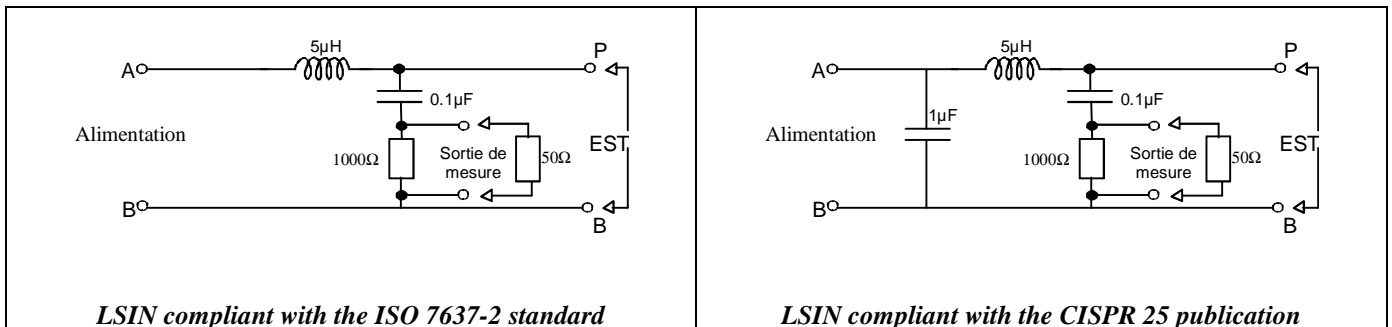 5µH
P
A
0.1µF
Alimentation
1000Ω
Sortie de
mesure
50Ω
EST
B
B
LSIN compliant with the ISO 7637-2 standard
5µH
P
A
0.1µF
1µF
Alimentation
1000Ω
Sortie de
mesure
50Ω
EST
B
B
LSIN compliant with the CISPR 25 publication